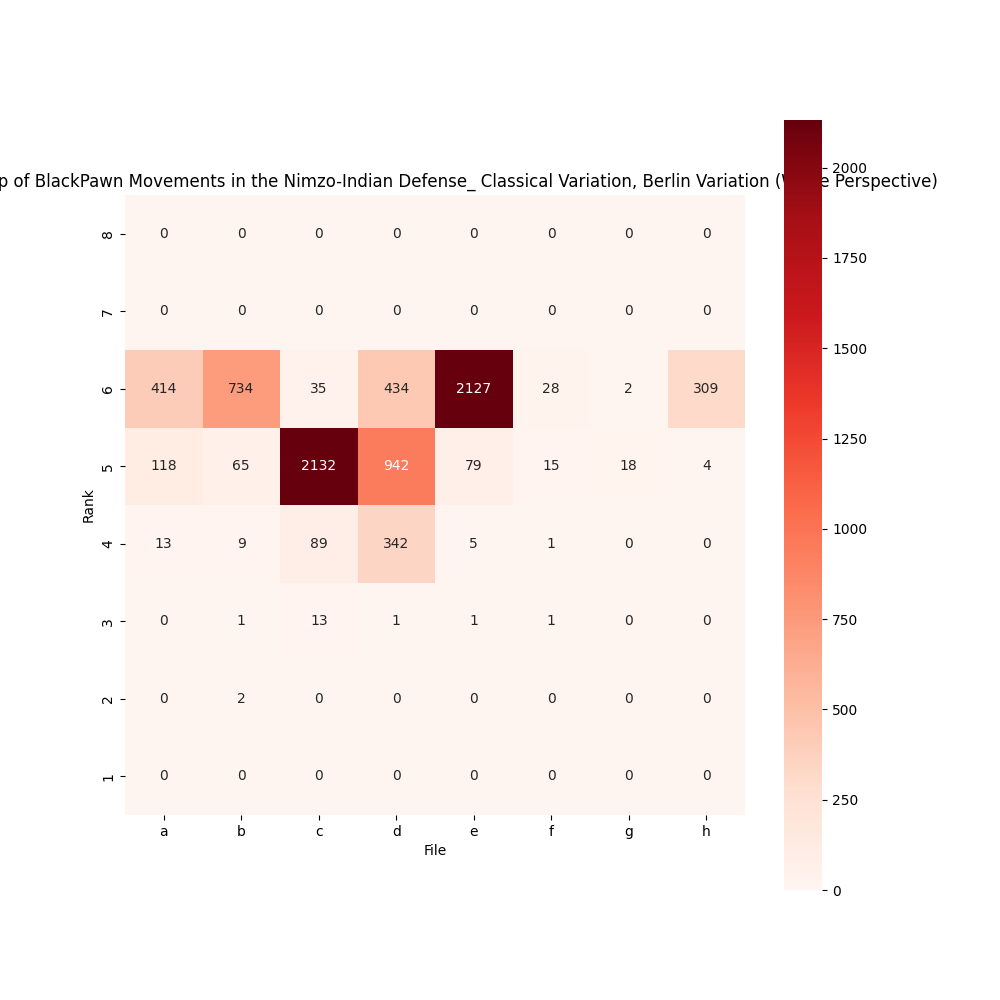 p of BlackPawn Movements in the Nimzo-Indian Defense_ Classical Variation, Berlin Variation (Perspective)
8 0 0 0 0 0 0 0 0
7 0 0 0 0 0 0 0 0
6 414 734 35 434 2127 28 2 309
5 118 65 2132 942 79 15 18 4
4 13 9 89 342 5 1 0 0
3 0 1 13 1 1 1 0 0
2 0 2 0 0 0 0 0 0
1 0 0 0 0 0 0 0 0
a b c d e f g h
File
Rank
2000
1750
1500
1250
1000
750
500
250
0